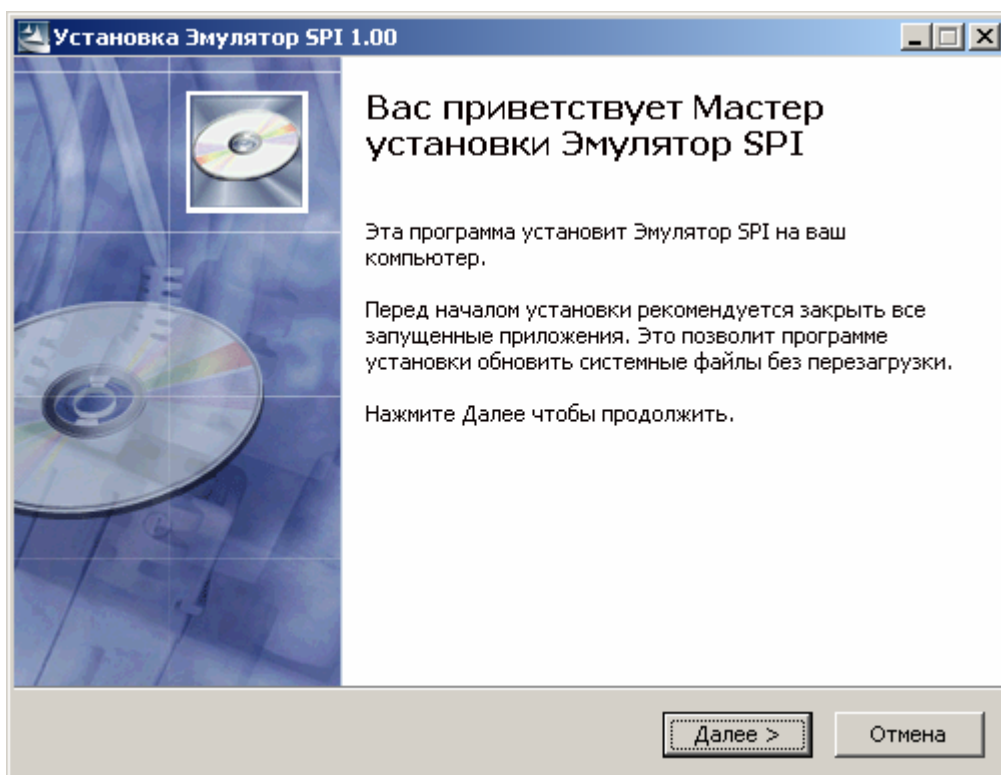 Установка Эмулятор SPI 1.00
Вас приветствует Мастер
установки Эмулятор SPI
Эта программа установит Эмулятор SPI на ваш
компьютер.
Перед началом установки рекомендуется закрыть все
запущенные приложения. Это позволит программе
установки обновить системные файлы без перезагрузки.
Нажмите Далее чтобы продолжить.
Далее >
Отмена